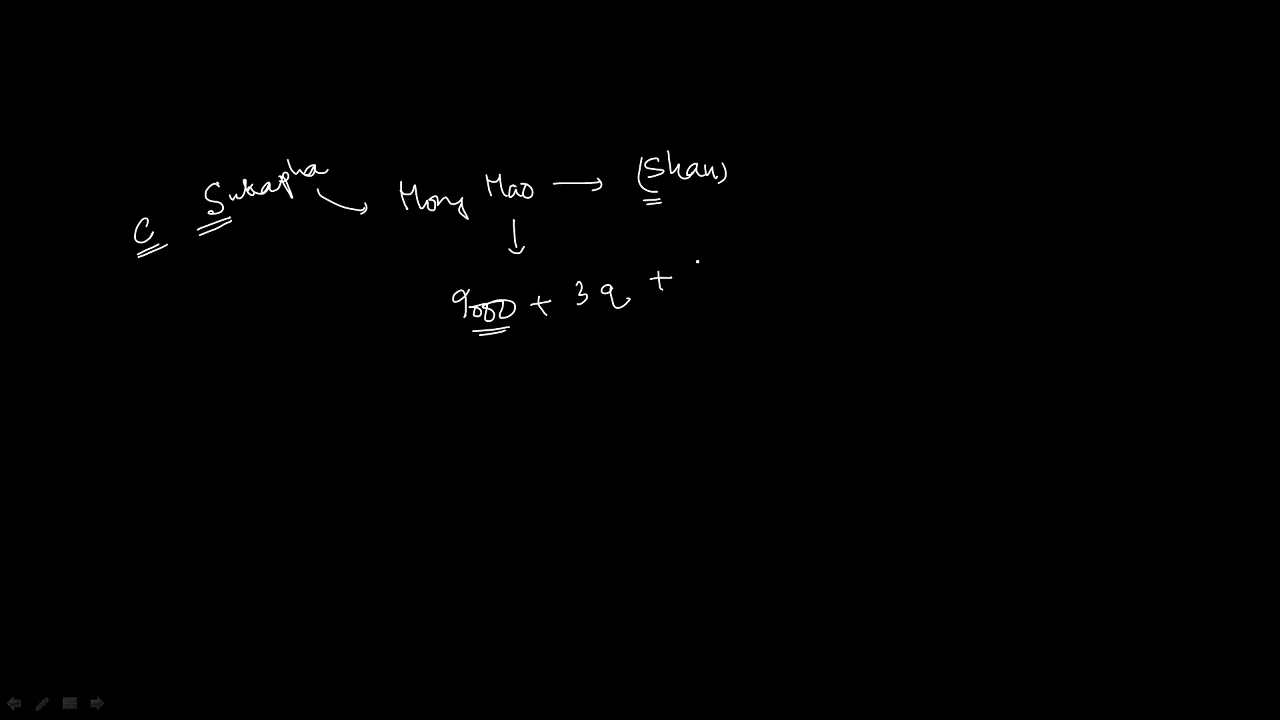 C Sukapha → Mong Mao → (Shan)
↓
9000 + 3 q +